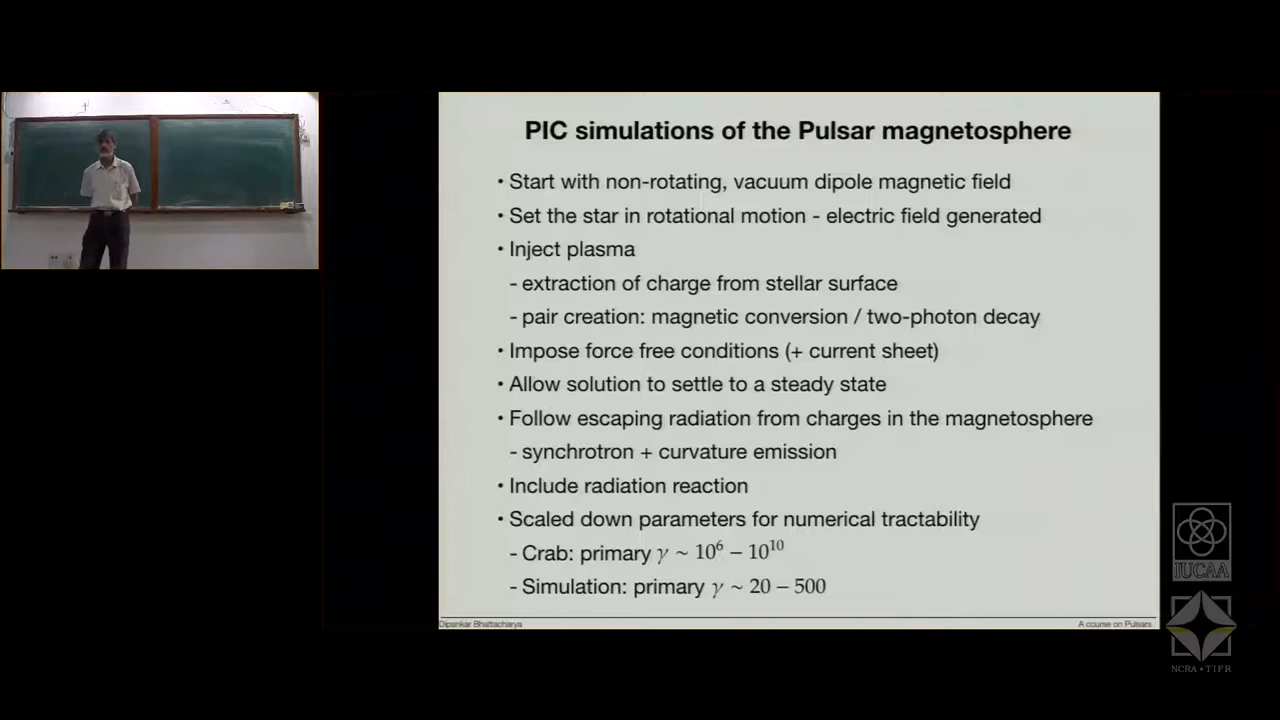 PIC simulations of the Pulsar magnetosphere
• Start with non-rotating, vacuum dipole magnetic field
• Set the star in rotational motion - electric field generated
• Inject plasma
- extraction of charge from stellar surface
- pair creation: magnetic conversion / two-photon decay
• Impose force free conditions (+ current sheet)
• Allow solution to settle to a steady state
• Follow escaping radiation from charges in the magnetosphere
- synchrotron + curvature emission
• Include radiation reaction
• Scaled down parameters for numerical tractability
- Crab: primary γ ~ 10⁶ – 10¹⁰
- Simulation: primary γ ~ 20 – 500
Dipankar Bhattacharya
A course on Pulsars
IUCAA
NCRA • TIFR